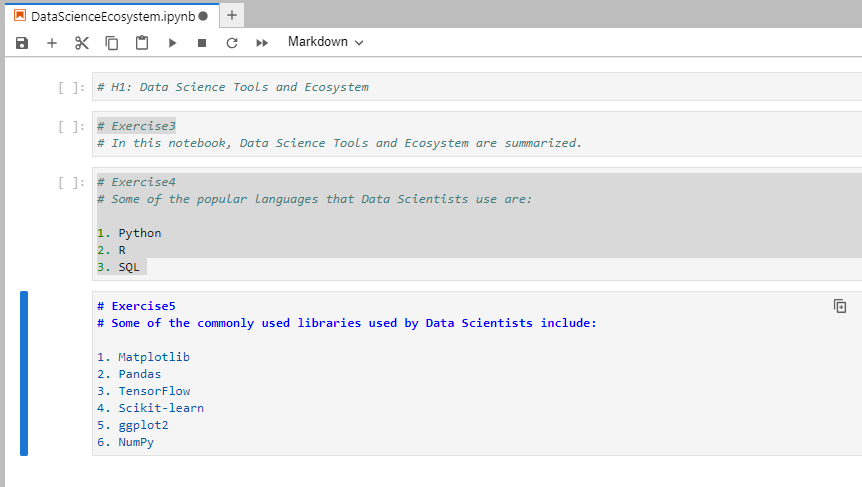 DataScienceEcosystem.ipynb
Markdown
[ ]: # H1: Data Science Tools and Ecosystem
[ ]: # Exercise3
# In this notebook, Data Science Tools and Ecosystem are summarized.
[ ]: # Exercise4
# Some of the popular languages that Data Scientists use are:
1. Python
2. R
3. SQL
# Exercise5
# Some of the commonly used libraries used by Data Scientists include:
1. Matplotlib
2. Pandas
3. TensorFlow
4. Scikit-learn
5. ggplot2
6. NumPy